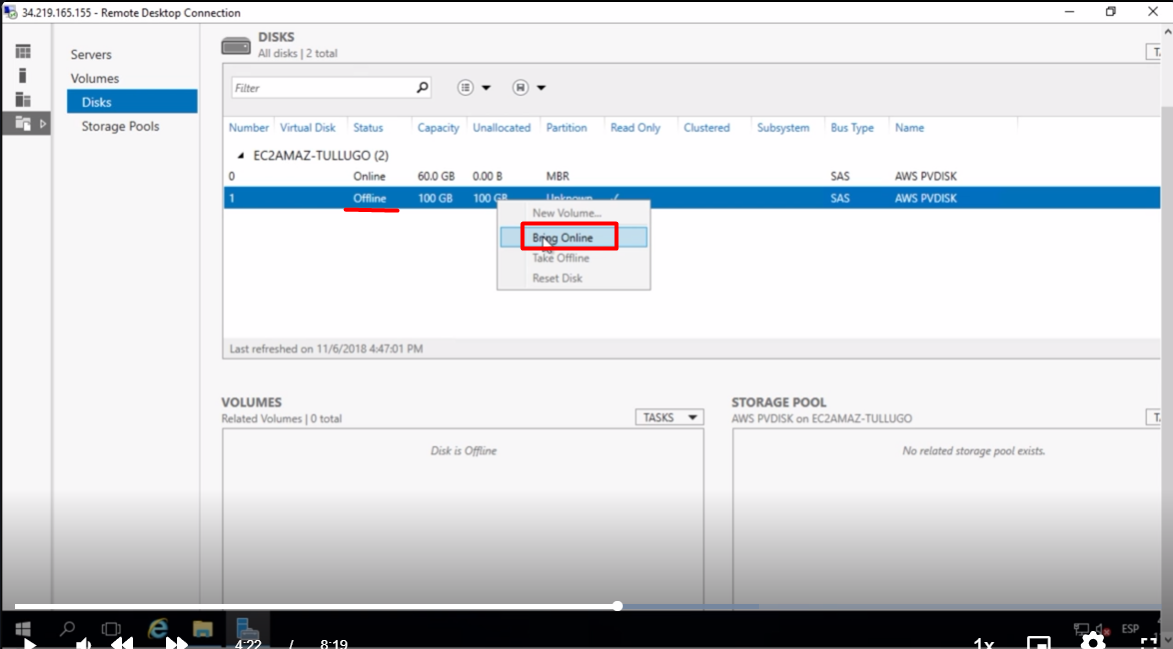 34.219.165.155 - Remote Desktop Connection
Servers
Volumes
Disks
Storage Pools
DISKS
All disks | 2 total
Filter
Number Virtual Disk Status Capacity Unallocated Partition Read Only Clustered Subsystem Bus Type Name
EC2AMAZ-TULLUGO (2)
0 Online 60.0 GB 0.00 B MBR SAS AWS PVDISK
1 Offline 100 GB 100 GB Unknown ✓ SAS AWS PVDISK
New Volume...
Bring Online
Take Offline
Reset Disk
Last refreshed on 11/6/2018 4:47:01 PM
VOLUMES
Related Volumes | 0 total
TASKS
Disk is Offline
STORAGE POOL
AWS PVDISK on EC2AMAZ-TULLUGO
No related storage pool exists.
ESP
4:22 / 8:19
1x